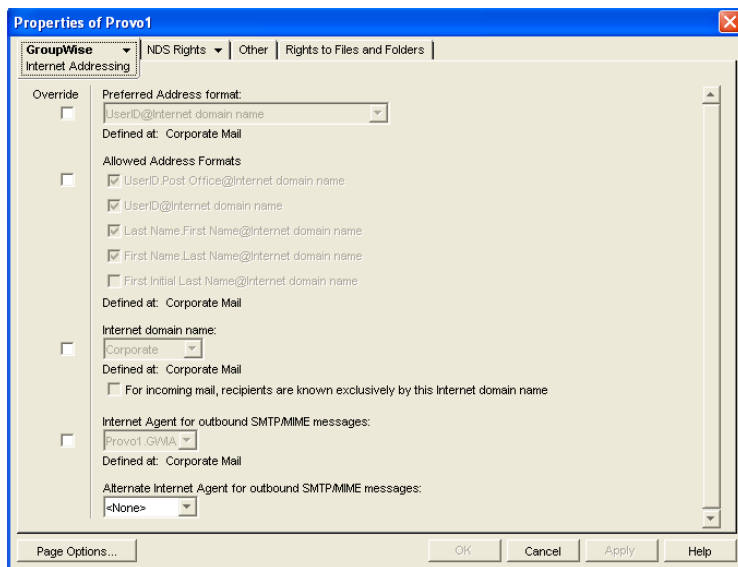 Properties of Provo1
GroupWise NDS Rights Other Rights to Files and Folders
Internet Addressing
Override Preferred Address format:
UserID@Internet domain name
Defined at: Corporate Mail
Allowed Address Formats
UserID.Post Office@Internet domain name
UserID@Internet domain name
Last Name.First Name@Internet domain name
First Name.Last Name@Internet domain name
First Initial Last Name@Internet domain name
Defined at: Corporate Mail
Internet domain name:
Corporate
Defined at: Corporate Mail
For incoming mail, recipients are known exclusively by this Internet domain name
Internet Agent for outbound SMTP/MIME messages:
Provo1.GWIA
Defined at: Corporate Mail
Alternate Internet Agent for outbound SMTP/MIME messages:
<None>
Page Options... OK Cancel Apply Help